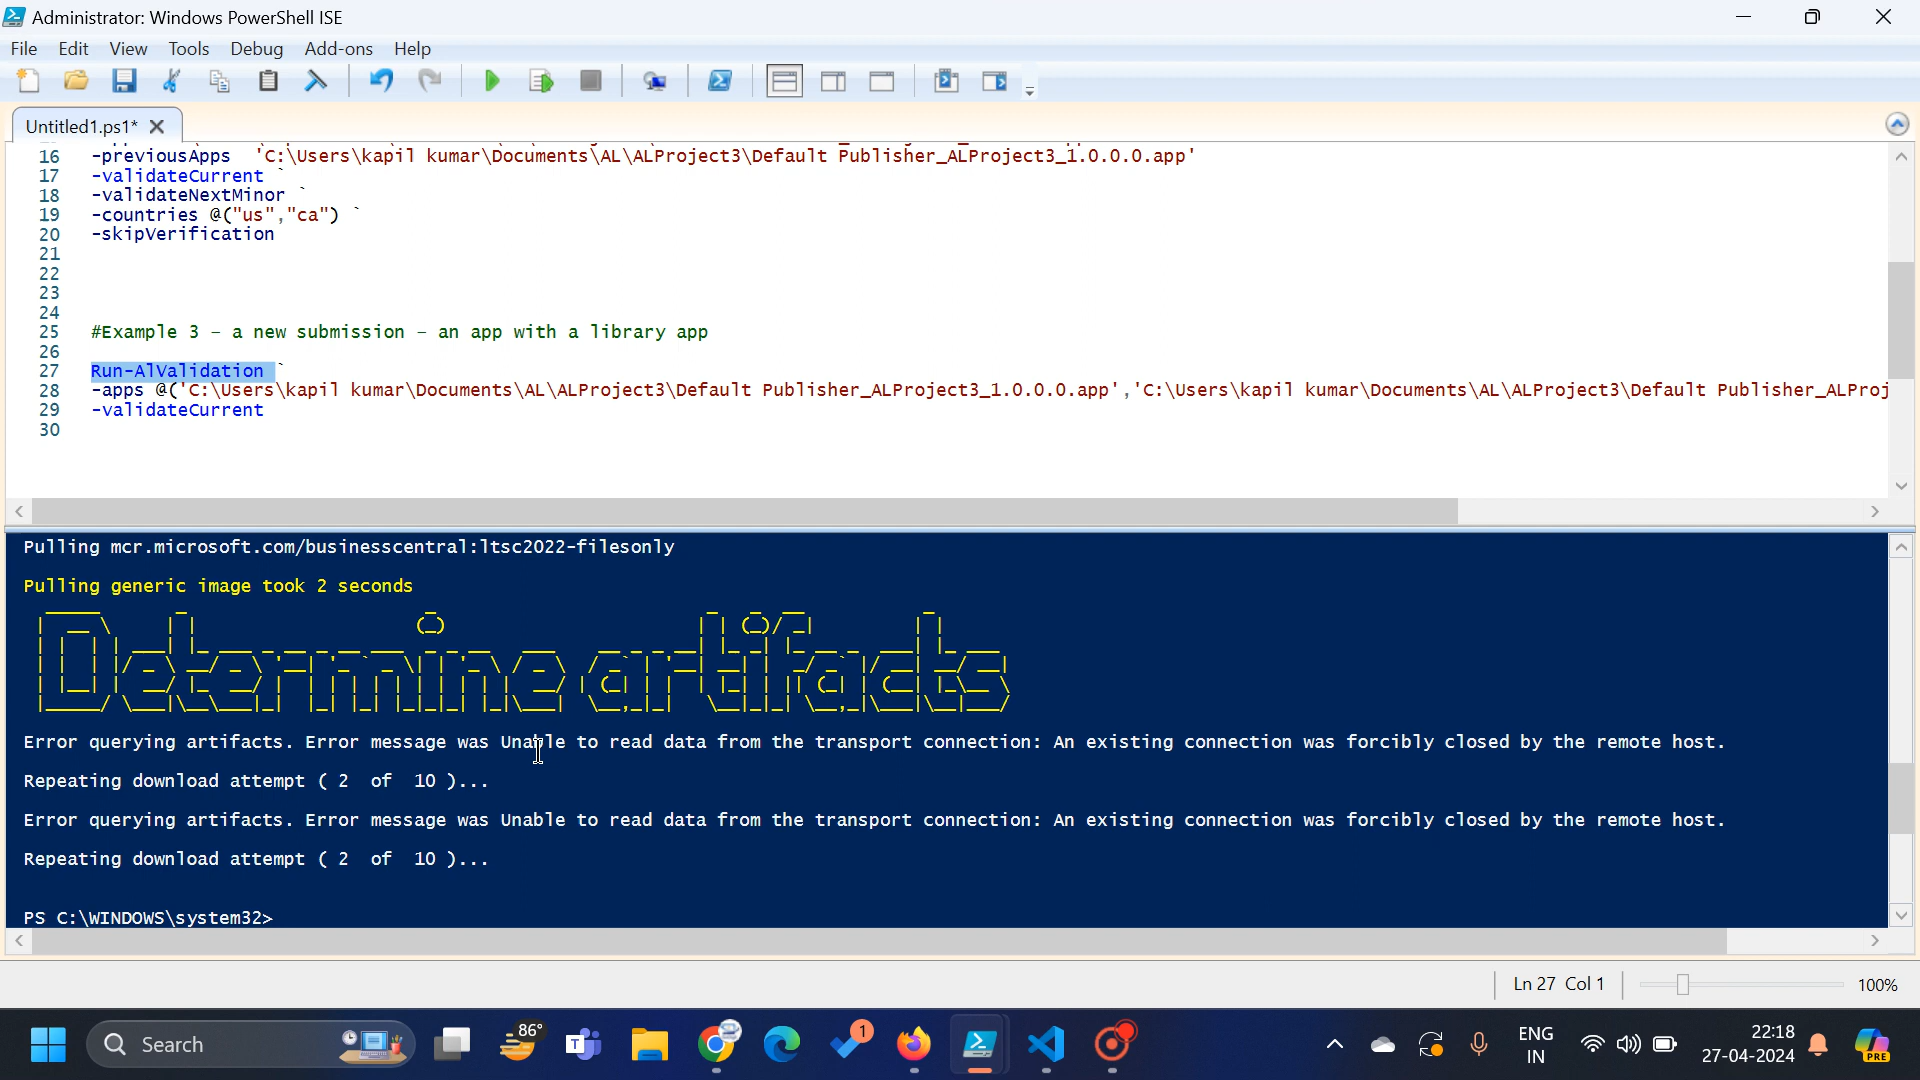 Administrator: Windows PowerShell ISE
File Edit View Tools Debug Add-ons Help
Untitled1.ps1*
16 -previousApps 'C:\Users\kapil kumar\Documents\AL\ALProject3\Default Publisher_ALProject3_1.0.0.0.app'
17 -validateCurrent `
18 -validateNextMinor `
19 -countries @("us","ca") `
20 -skipVerification
21
22
23
24
25 #Example 3 – a new submission – an app with a library app
26
27 Run-AlValidation `
28 -apps @('C:\Users\kapil kumar\Documents\AL\ALProject3\Default Publisher_ALProject3_1.0.0.0.app','C:\Users\kapil kumar\Documents\AL\ALProject3\Default Publisher_ALProj
29 -validateCurrent
30
Pulling mcr.microsoft.com/businesscentral:ltsc2022-filesonly
Pulling generic image took 2 seconds
Determine artifacts
Error querying artifacts. Error message was Unable to read data from the transport connection: An existing connection was forcibly closed by the remote host.
Repeating download attempt ( 2 of 10 )...
Error querying artifacts. Error message was Unable to read data from the transport connection: An existing connection was forcibly closed by the remote host.
Repeating download attempt ( 2 of 10 )...
PS C:\WINDOWS\system32>
Ln 27 Col 1 100%
Search 86° 1 ENG IN 22:18 27-04-2024 PRE